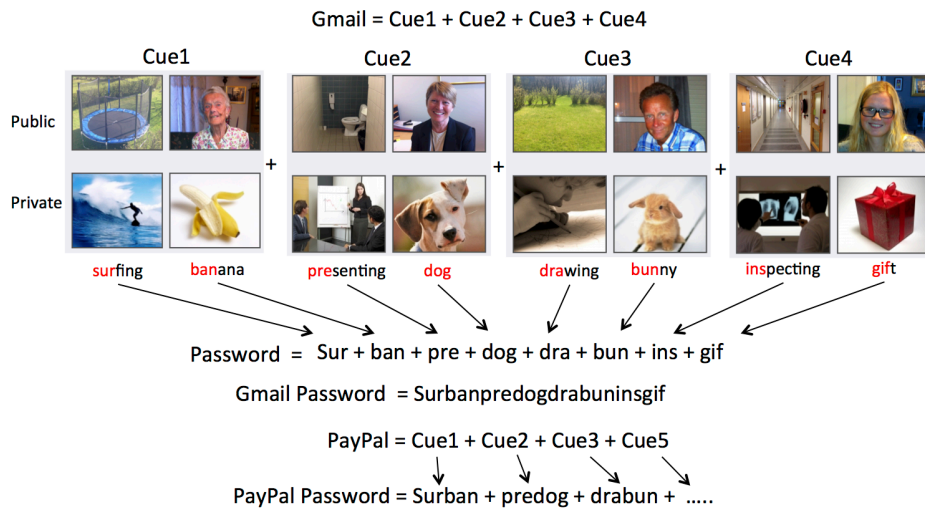 Gmail = Cue1 + Cue2 + Cue3 + Cue4
Cue1 Cue2 Cue3 Cue4
Public
+ + +
Private
surfing banana presenting dog drawing bunny inspecting gift
Password = Sur + ban + pre + dog + dra + bun + ins + gif
Gmail Password = Surbanpredogdrabuninsgif
PayPal = Cue1 + Cue2 + Cue3 + Cue5
PayPal Password = Surban + predog + drabun + .....